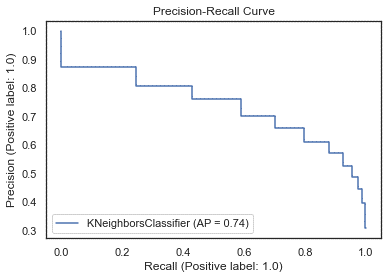 Precision-Recall Curve
Precision (Positive label: 1.0)
1.0
0.9
0.8
0.7
0.6
0.5
0.4
0.3
KNeighborsClassifier (AP = 0.74)
0.0 0.2 0.4 0.6 0.8 1.0
Recall (Positive label: 1.0)